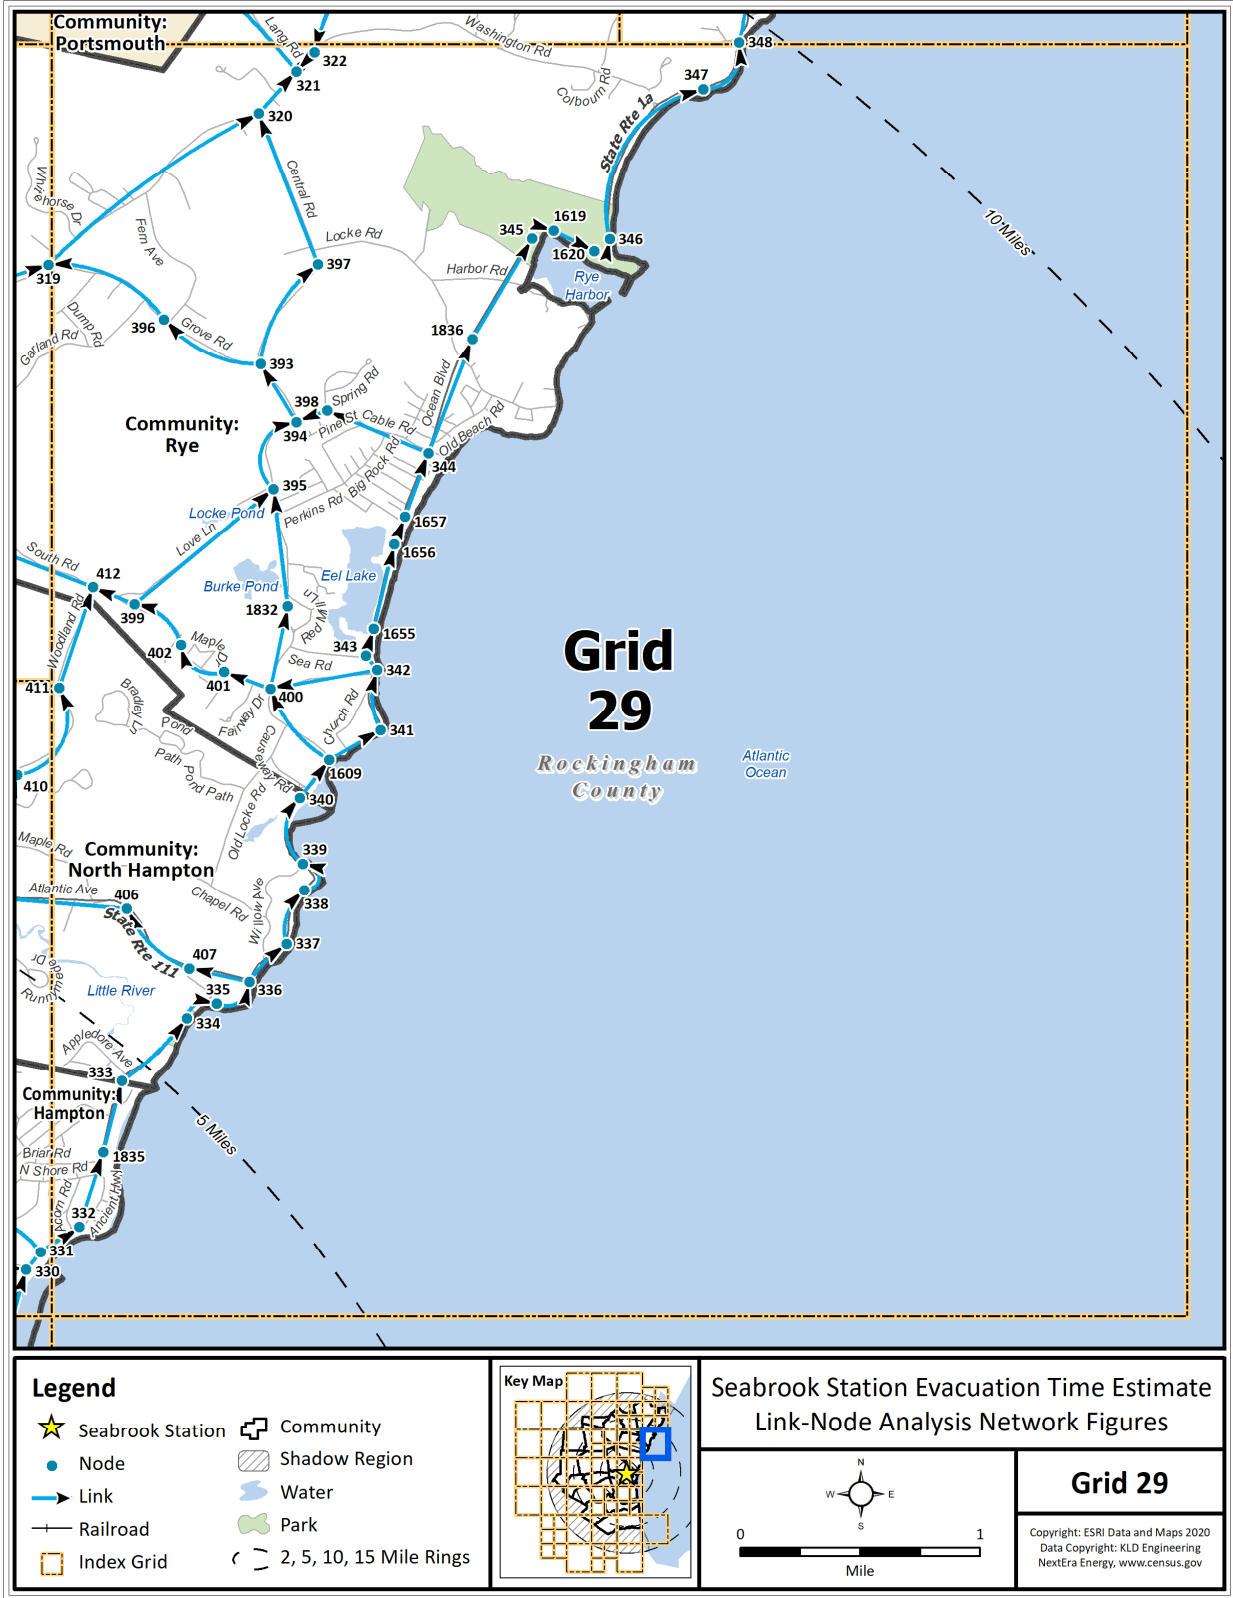 Community:
Portsmouth
Lang Rd
322
321
320
Washington Rd
Colbourn Rd
348
347
State Rte 1a
10 Miles
Whitehorse Dr
Fern Ave
Central Rd
Locke Rd
345
1619
1620
346
Rye
Harbor
319
397
Harbor Rd
Dump Rd
Garland Rd
396
Grove Rd
393
1836
Ocean Blvd
Community:
Rye
398
Spring Rd
394
Pine St
Cable Rd
Old Beach Rd
344
Big Rock Rd
395
Perkins Rd
Locke Pond
Love Ln
1657
1656
South Rd
412
Eel Lake
Burke Pond
399
1832
Red Mill Ln
Woodland Rd
1655
343
402
Maple Dr
Sea Rd
342
401
400
411
Bradley Ln
Fairway Dr
Church Rd
341
Pond
Path
Pond Path
Causeway Rd
1609
410
340
Old Locke Rd
Grid
29
Rockingham
County
Atlantic
Ocean
Maple Rd
Community:
North Hampton
339
Atlantic Ave
406
Chapel Rd
Willow Ave
338
State Rte 111
407
337
Runnymede Dr
Little River
335
336
334
Appledore Ave
333
Community:
Hampton
5 Miles
Briar Rd
N Shore Rd
1835
Acorn Rd
Ancient Hwy
332
331
330
Legend
Seabrook Station
Node
Link
Railroad
Index Grid
Community
Shadow Region
Water
Park
2, 5, 10, 15 Mile Rings
Key Map
Seabrook Station Evacuation Time Estimate
Link-Node Analysis Network Figures
N
W
E
S
0
1
Mile
Grid 29
Copyright: ESRI Data and Maps 2020
Data Copyright: KLD Engineering
NextEra Energy, www.census.gov